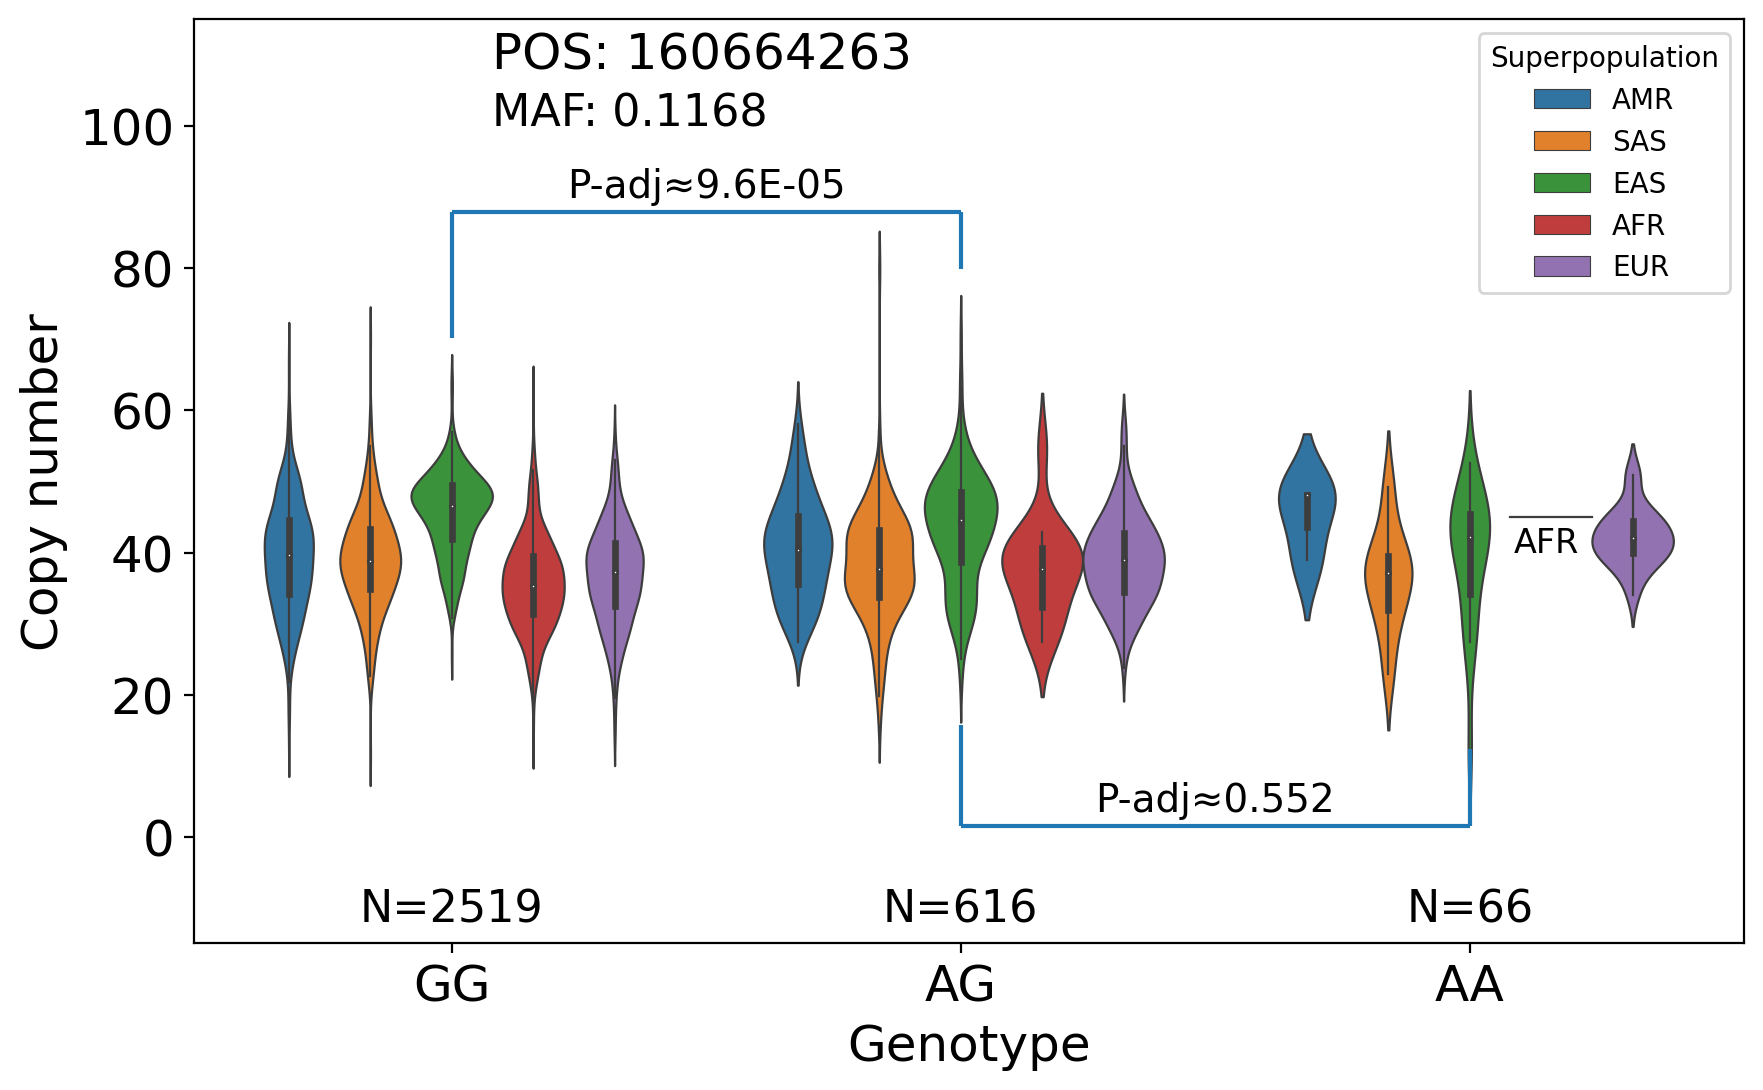 POS: 160664263
MAF: 0.1168
P-adj≈9.6E-05
Superpopulation
AMR
SAS
EAS
AFR
EUR
Copy number
100
80
60
40
20
0
AFR
P-adj≈0.552
N=2519
N=616
N=66
GG
AG
AA
Genotype